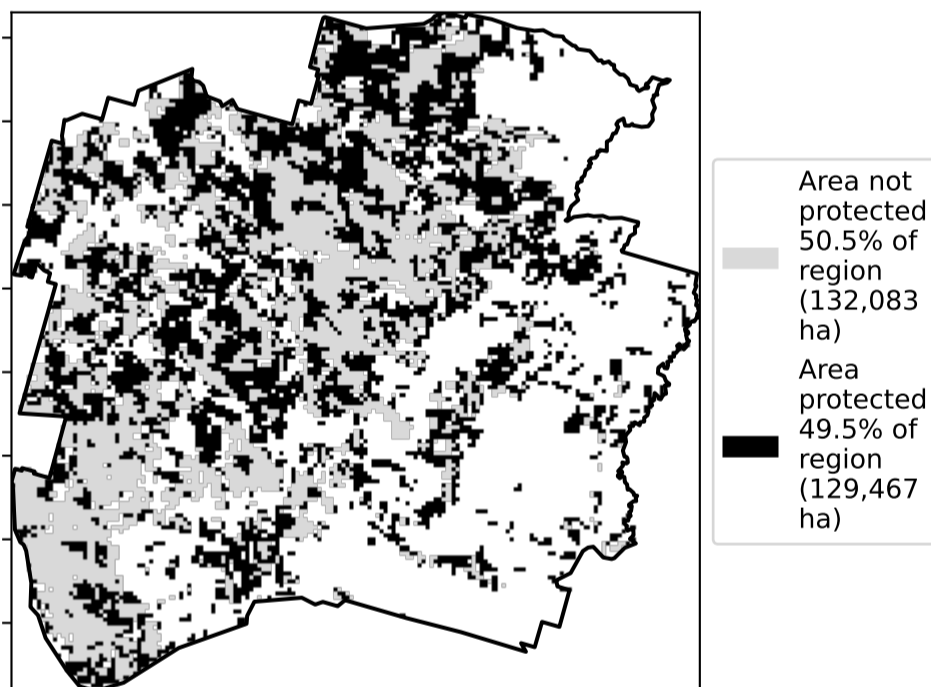 Area not
protected
50.5% of
region
(132,083
ha)
Area
protected
49.5% of
region
(129,467
ha)